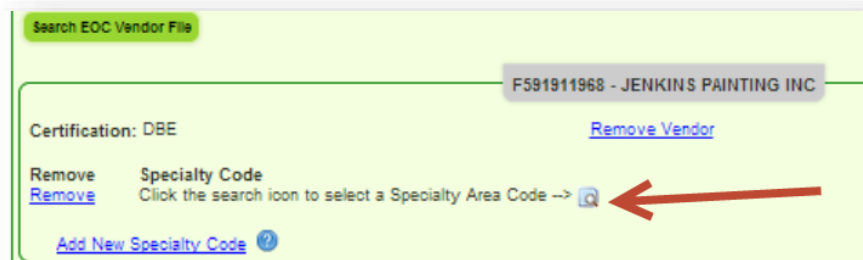 Search EOC Vendor File
F591911968 - JENKINS PAINTING INC
Certification: DBE Remove Vendor
Remove Specialty Code
Remove Click the search icon to select a Specialty Area Code -->
Add New Specialty Code ?